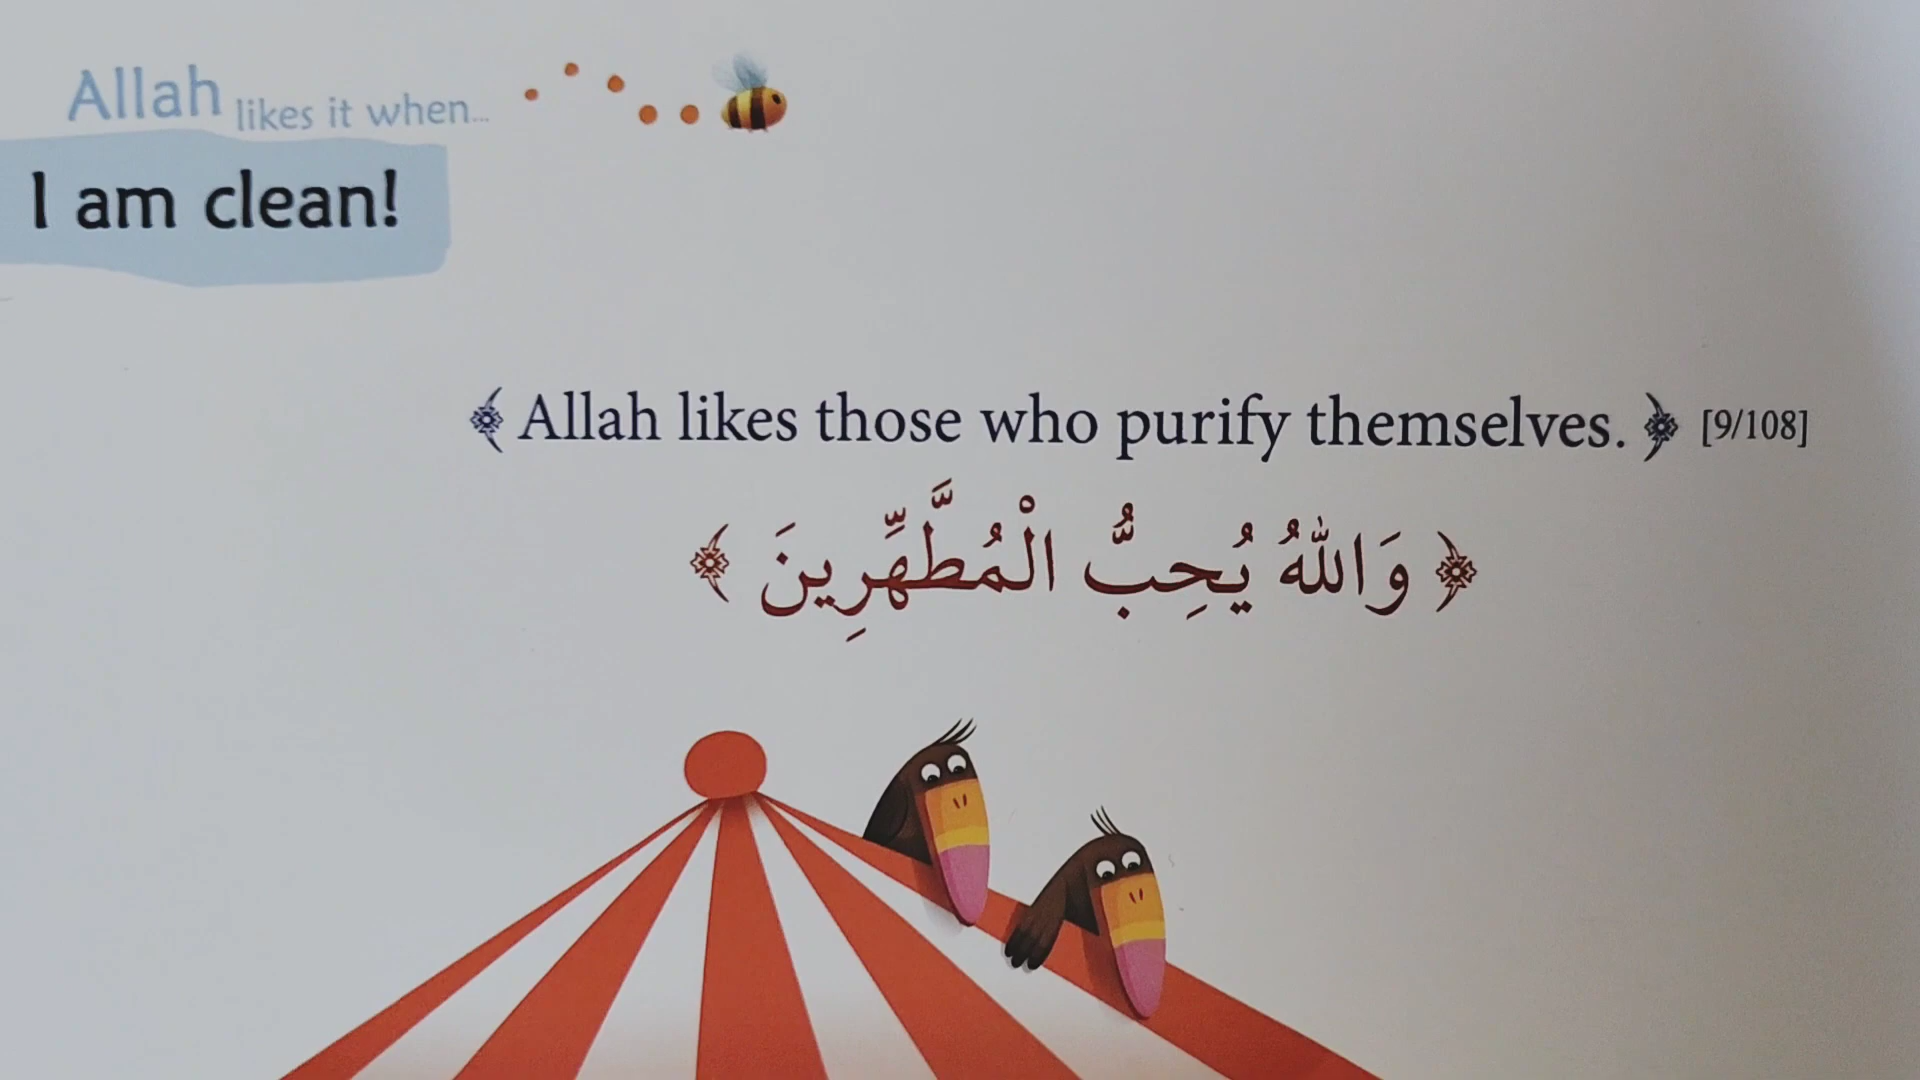 Allah likes it when...
I am clean!
﴾ Allah likes those who purify themselves. ﴿ [9/108]
﴿ وَاللهُ يُحِبُّ الْمُطَّهِّرِينَ ﴾